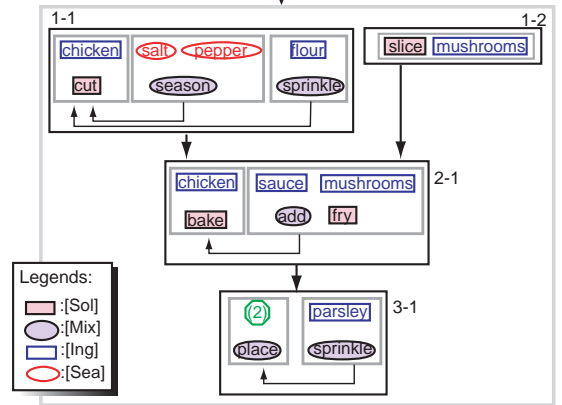 1-1
1-2
chicken salt pepper flour
cut season sprinkle
slice mushrooms
chicken sauce mushrooms
2-1
bake add fry
Legends:
:[Sol]
:[Mix]
:[Ing]
:[Sea]
(2) parsley
3-1
place sprinkle